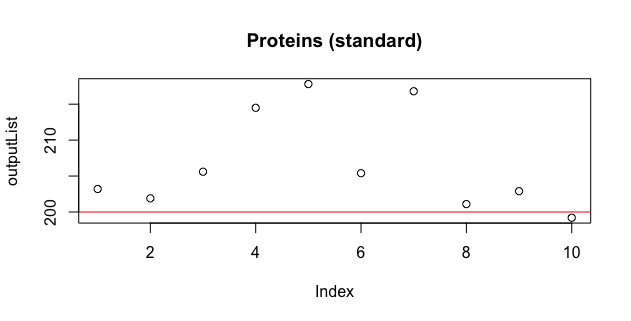 Proteins (standard)
outputList
210
200
2 4 6 8 10
Index